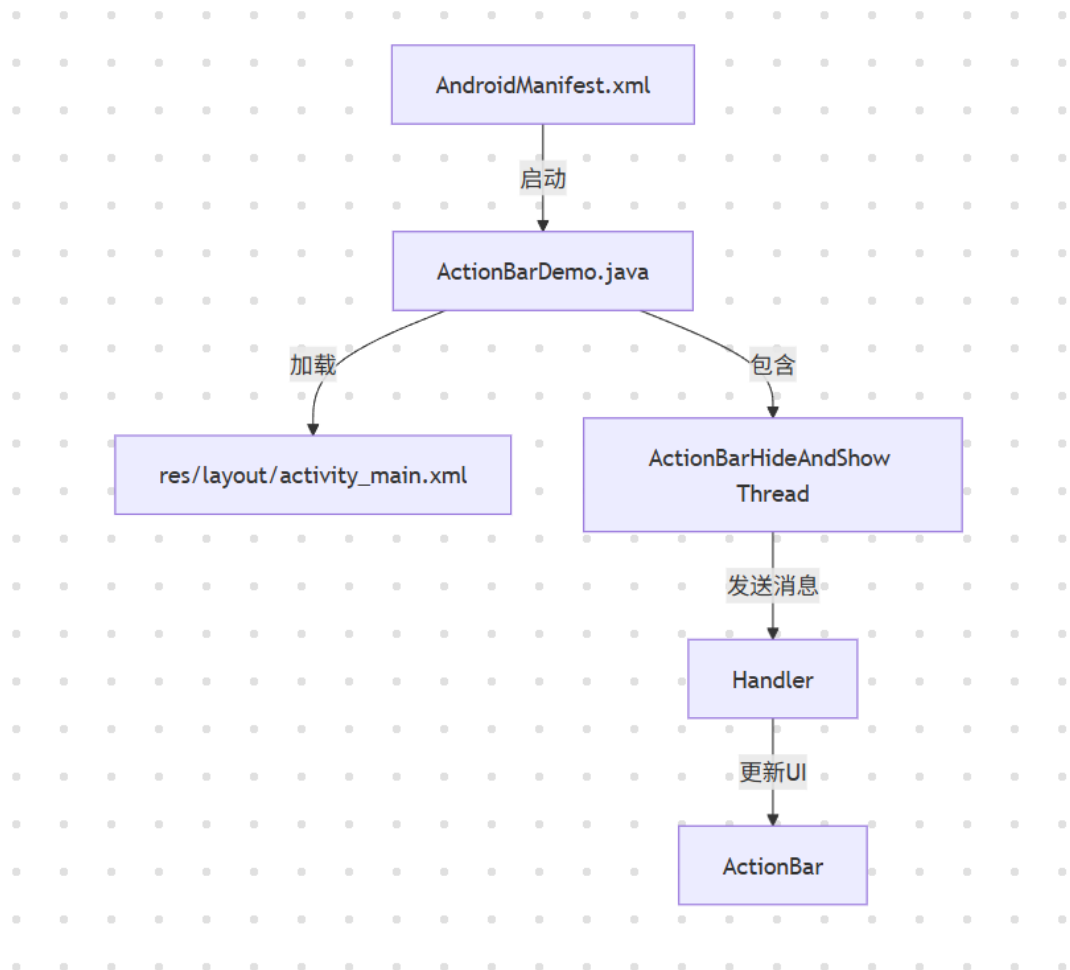 AndroidManifest.xml
启动
ActionBarDemo.java
加载
包含
res/layout/activity_main.xml
ActionBarHideAndShow
Thread
发送消息
Handler
更新UI
ActionBar